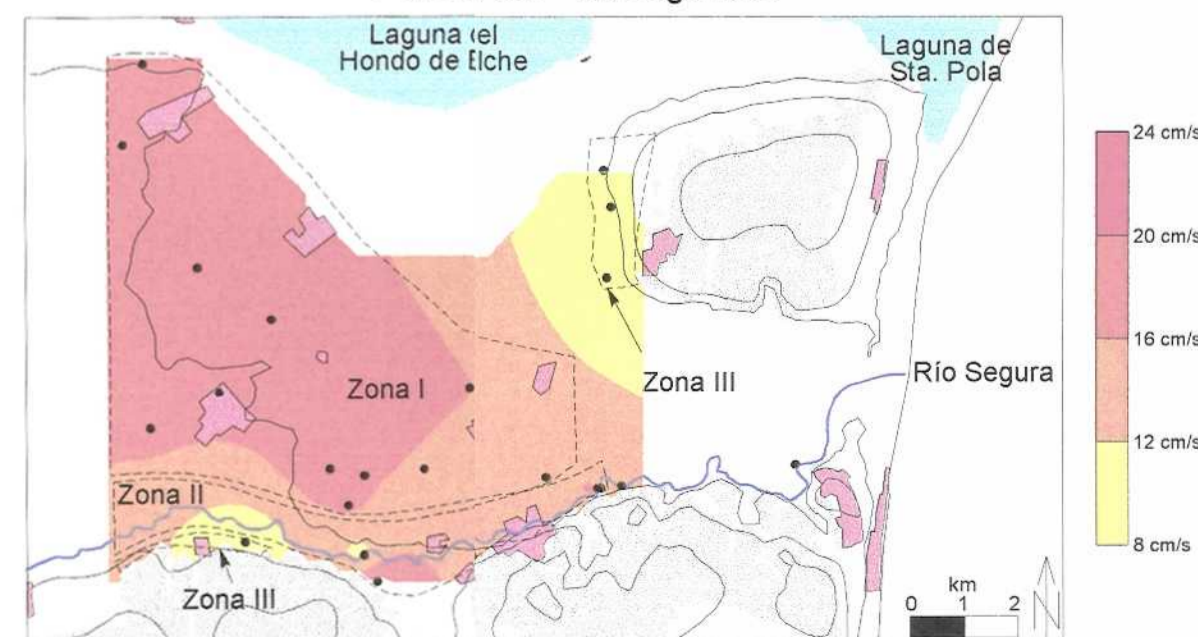 Laguna del
Hondo de Elche
Laguna de
Sta. Pola
24 cm/s
20 cm/s
16 cm/s
12 cm/s
8 cm/s
Zona I
Zona III
Río Segura
Zona II
Zona III
km
0 1 2
N